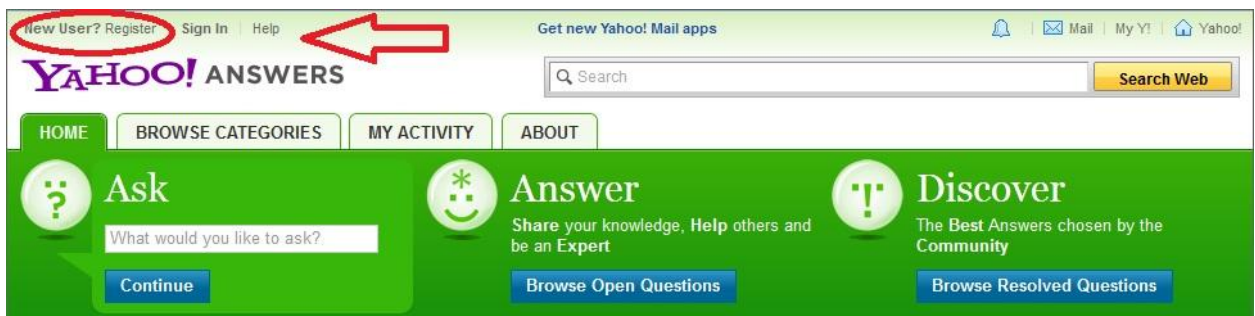 New User? Register Sign In Help Get new Yahoo! Mail apps Mail My Y! Yahoo!
YAHOO! ANSWERS Search Search Web
HOME BROWSE CATEGORIES MY ACTIVITY ABOUT
Ask
What would you like to ask?
Continue
Answer
Share your knowledge, Help others and
be an Expert
Browse Open Questions
Discover
The Best Answers chosen by the
Community
Browse Resolved Questions